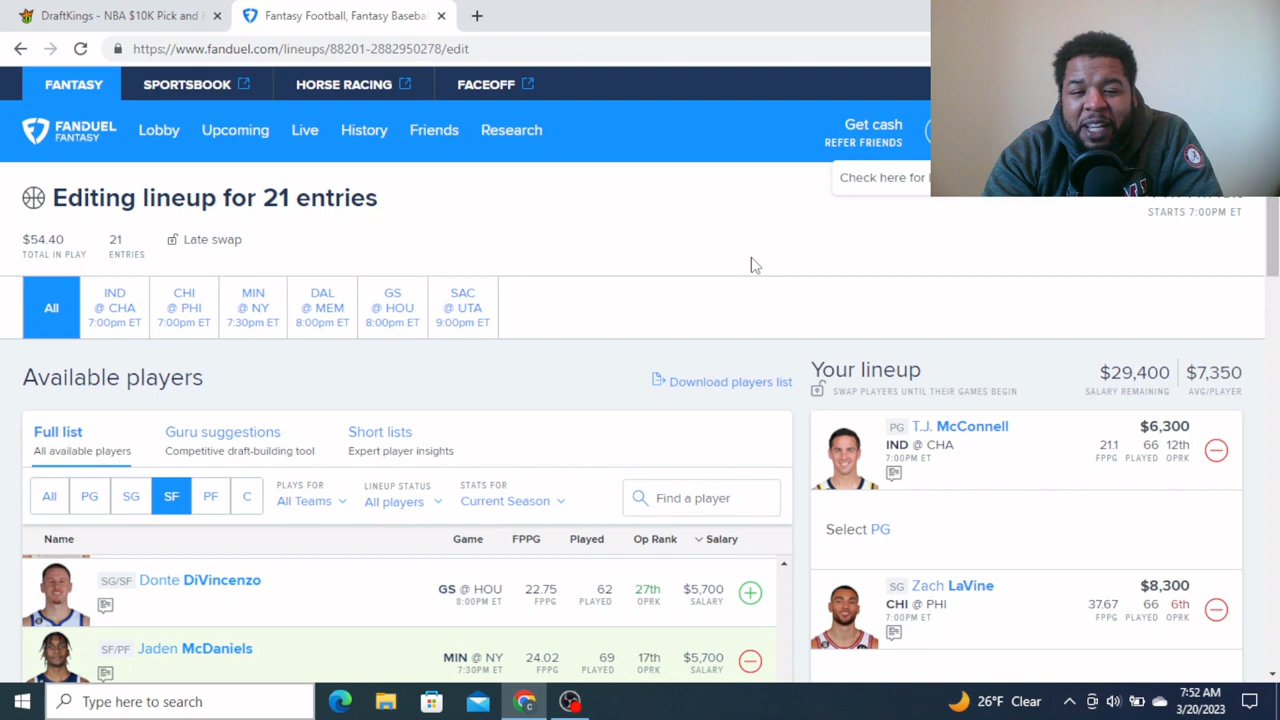 DraftKings - NBA $10K Pick and
Fantasy Football, Fantasy Baseba
https://www.fanduel.com/lineups/88201-2882950278/edit
FANTASY SPORTSBOOK HORSE RACING FACEOFF
FANDUEL FANTASY
Lobby Upcoming Live History Friends Research
Get cash
REFER FRIENDS
Check here for
Editing lineup for 21 entries
STARTS 7:00PM ET
$54.40 21 Late swap
TOTAL IN PLAY ENTRIES
All
IND @ CHA 7:00pm ET
CHI @ PHI 7:00pm ET
MIN @ NY 7:30pm ET
DAL @ MEM 8:00pm ET
GS @ HOU 8:00pm ET
SAC @ UTA 9:00pm ET
Available players
Download players list
Full list
All available players
Guru suggestions
Competitive draft-building tool
Short lists
Expert player insights
All PG SG SF PF C
PLAYS FOR
All Teams
LINEUP STATUS
All players
STATS FOR
Current Season
Find a player
Name Game FPPG Played Op Rank Salary
SG/SF Donte DiVincenzo
GS @ HOU 22.75 62 27th $5,700
8:00PM ET FPPG PLAYED OPRK SALARY
SF/PF Jaden McDaniels
MIN @ NY 24.02 69 17th $5,700
7:30PM ET FPPG PLAYED OPRK SALARY
Your lineup
SWAP PLAYERS UNTIL THEIR GAMES BEGIN
$29,400 $7,350
SALARY REMAINING AVG/PLAYER
PG T.J. McConnell $6,300
IND @ CHA 21.1 66 12th
7:00PM ET FPPG PLAYED OPRK
Select PG
SG Zach LaVine $8,300
CHI @ PHI 37.67 66 6th
7:00PM ET FPPG PLAYED OPRK
Type here to search
26°F Clear
7:52 AM
3/20/2023